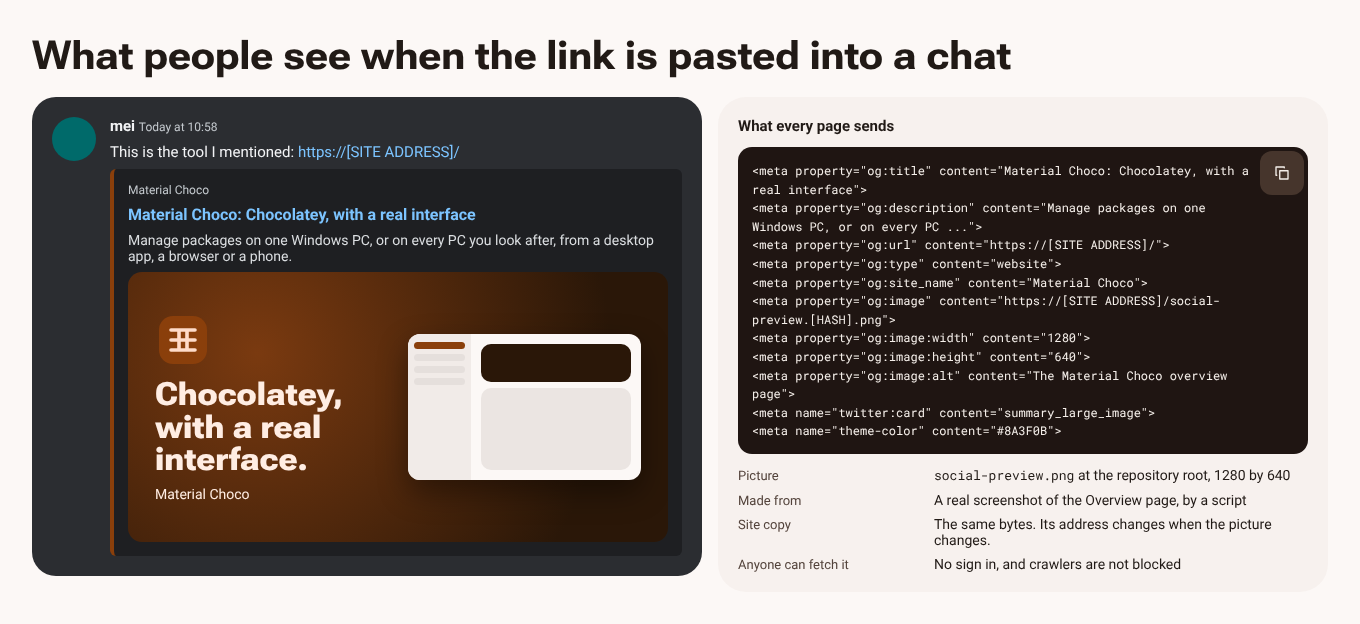 What people see when the link is pasted into a chat
mei Today at 10:58
This is the tool I mentioned: https://[SITE ADDRESS]/
Material Choco
Material Choco: Chocolatey, with a real interface
Manage packages on one Windows PC, or on every PC you look after, from a desktop
app, a browser or a phone.
Chocolatey,
with a real
interface.
Material Choco
What every page sends
<meta property="og:title" content="Material Choco: Chocolatey, with a
real interface">
<meta property="og:description" content="Manage packages on one
Windows PC, or on every PC ...">
<meta property="og:url" content="https://[SITE ADDRESS]/">
<meta property="og:type" content="website">
<meta property="og:site_name" content="Material Choco">
<meta property="og:image" content="https://[SITE ADDRESS]/social-
preview.[HASH].png">
<meta property="og:image:width" content="1280">
<meta property="og:image:height" content="640">
<meta property="og:image:alt" content="The Material Choco overview
page">
<meta name="twitter:card" content="summary_large_image">
<meta name="theme-color" content="#8A3F0B">
Picture social-preview.png at the repository root, 1280 by 640
Made from A real screenshot of the Overview page, by a script
Site copy The same bytes. Its address changes when the picture
changes.
Anyone can fetch it No sign in, and crawlers are not blocked